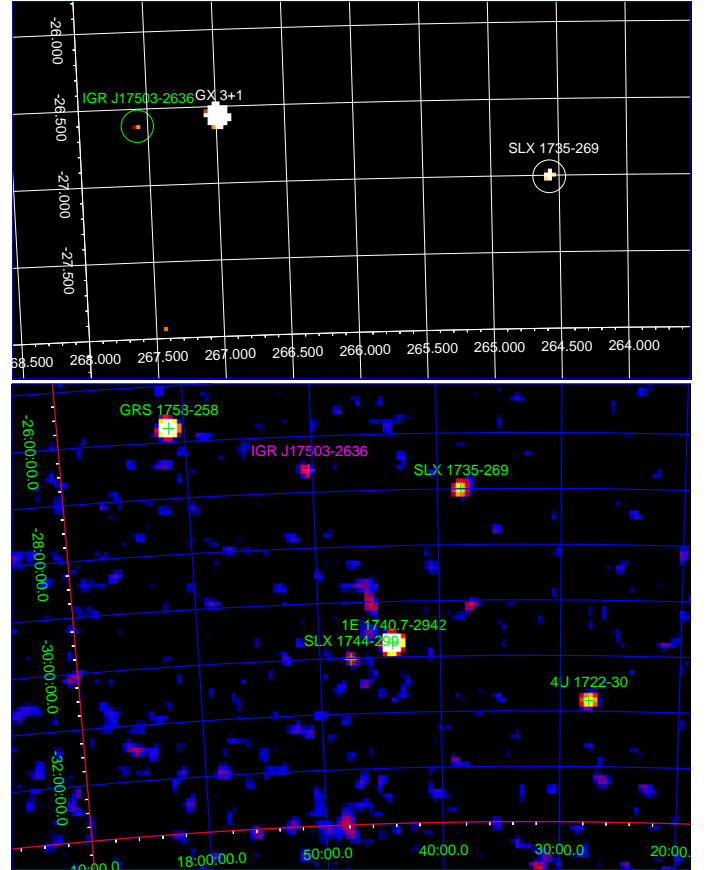 -26.000
IGR J17503-2636
GX 3+1
-26.500
SLX 1735-269
-27.000
-27.500
68.500 268.000 267.500 267.000 266.500 266.000 265.500 265.000 264.500 264.000
GRS 1758-258
-26:00:00.0
IGR J17503-2636
SLX 1735-269
-28:00:00.0
1E 1740.7-2942
SLX 1744-299
-30:00:00.0
4U 1722-30
-32:00:00.0
10:00.0 18:00:00.0 50:00.0 40:00.0 30:00.0 20:00.